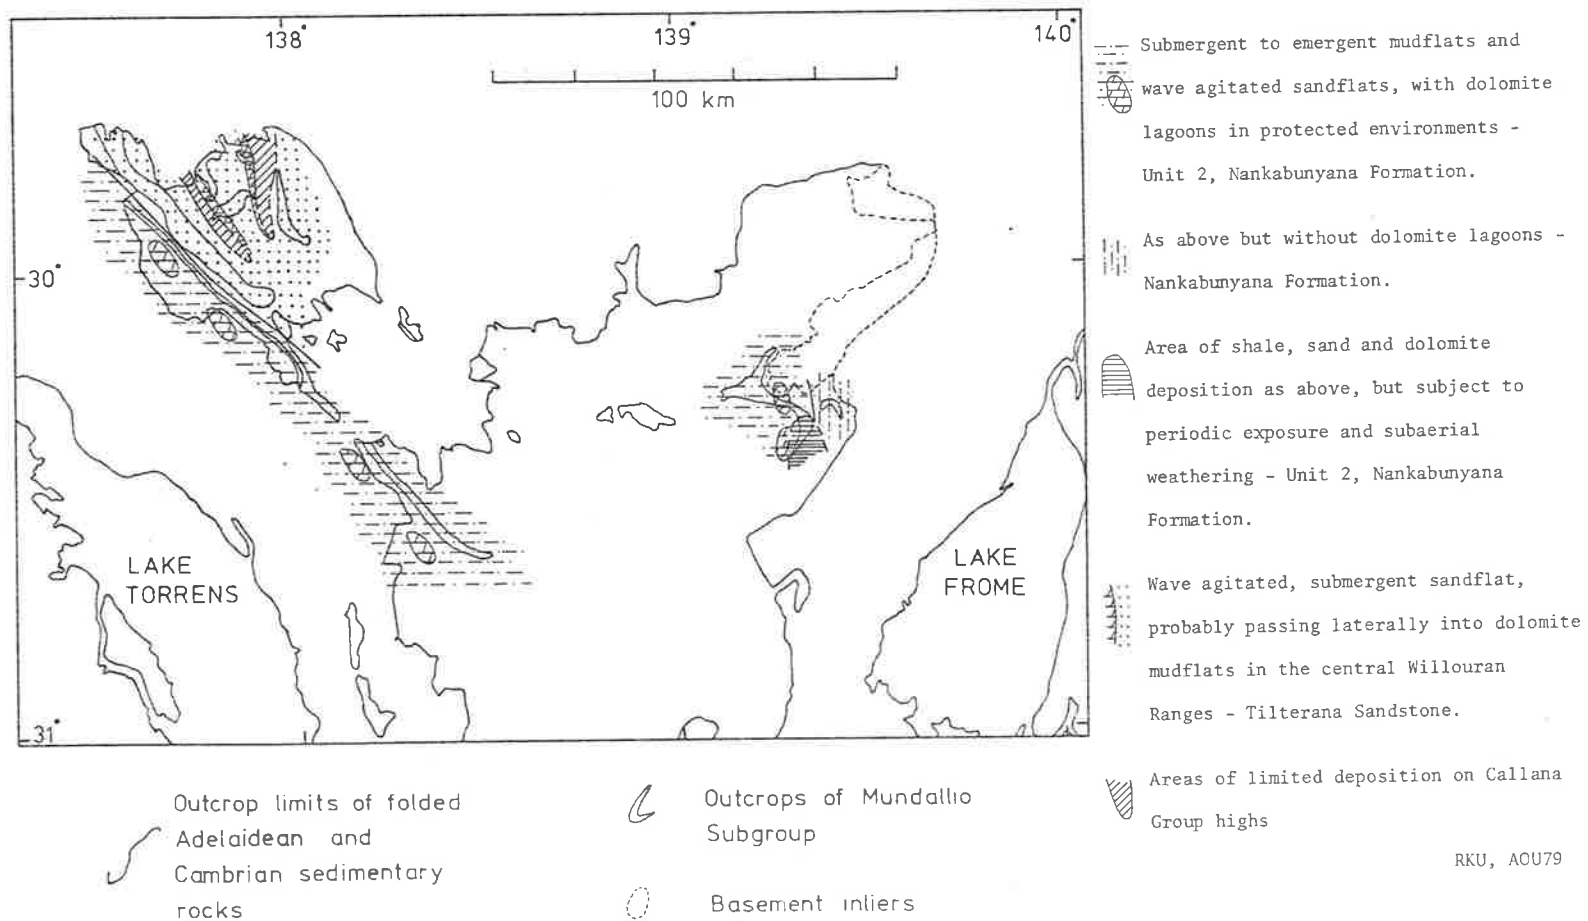 138°
139°
140°
100 km
30°
31°
LAKE
TORRENS
LAKE
FROME
Submergent to emergent mudflats and
wave agitated sandflats, with dolomite
lagoons in protected environments -
Unit 2, Nankabunyana Formation.
As above but without dolomite lagoons -
Nankabunyana Formation.
Area of shale, sand and dolomite
deposition as above, but subject to
periodic exposure and subaerial
weathering - Unit 2, Nankabunyana
Formation.
Wave agitated, submergent sandflat,
probably passing laterally into dolomite
mudflats in the central Willouran
Ranges - Tilterana Sandstone.
Areas of limited deposition on Callana
Group highs
RKU, AOU79
Outcrop limits of folded
Adelaidean and
Cambrian sedimentary
rocks
Outcrops of Mundallio
Subgroup
Basement inliers